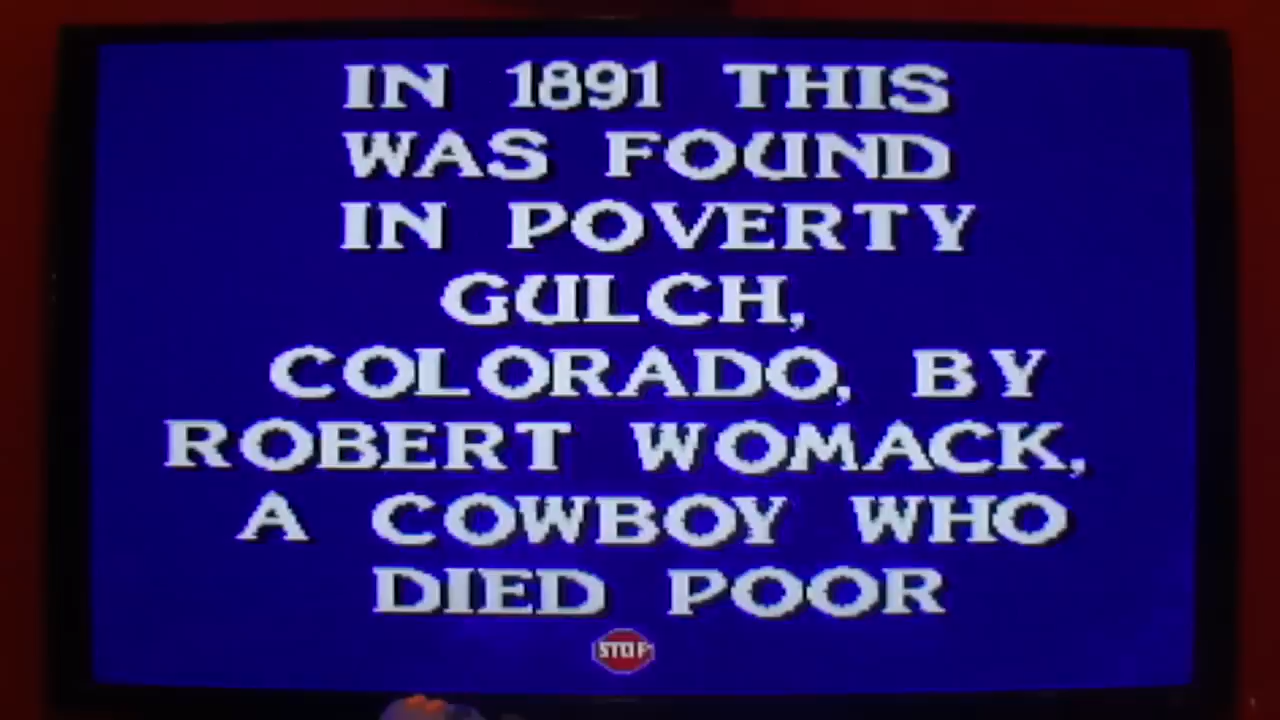 IN 1891 THIS
WAS FOUND
IN POVERTY
GULCH,
COLORADO, BY
ROBERT WOMACK,
A COWBOY WHO
DIED POOR
STOP